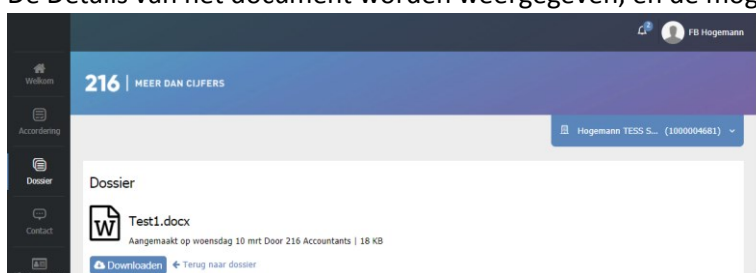 De Details van het document worden weergegeven, en de mog
2
FB Hogemann
Welkom
216 | MEER DAN CIJFERS
Accordering
Hogemann TESS S... (1000004681)
Dossier
Dossier
W
Test1.docx
Aangemaakt op woensdag 10 mrt Door 216 Accountants | 18 KB
Contact
Downloaden
Terug naar dossier